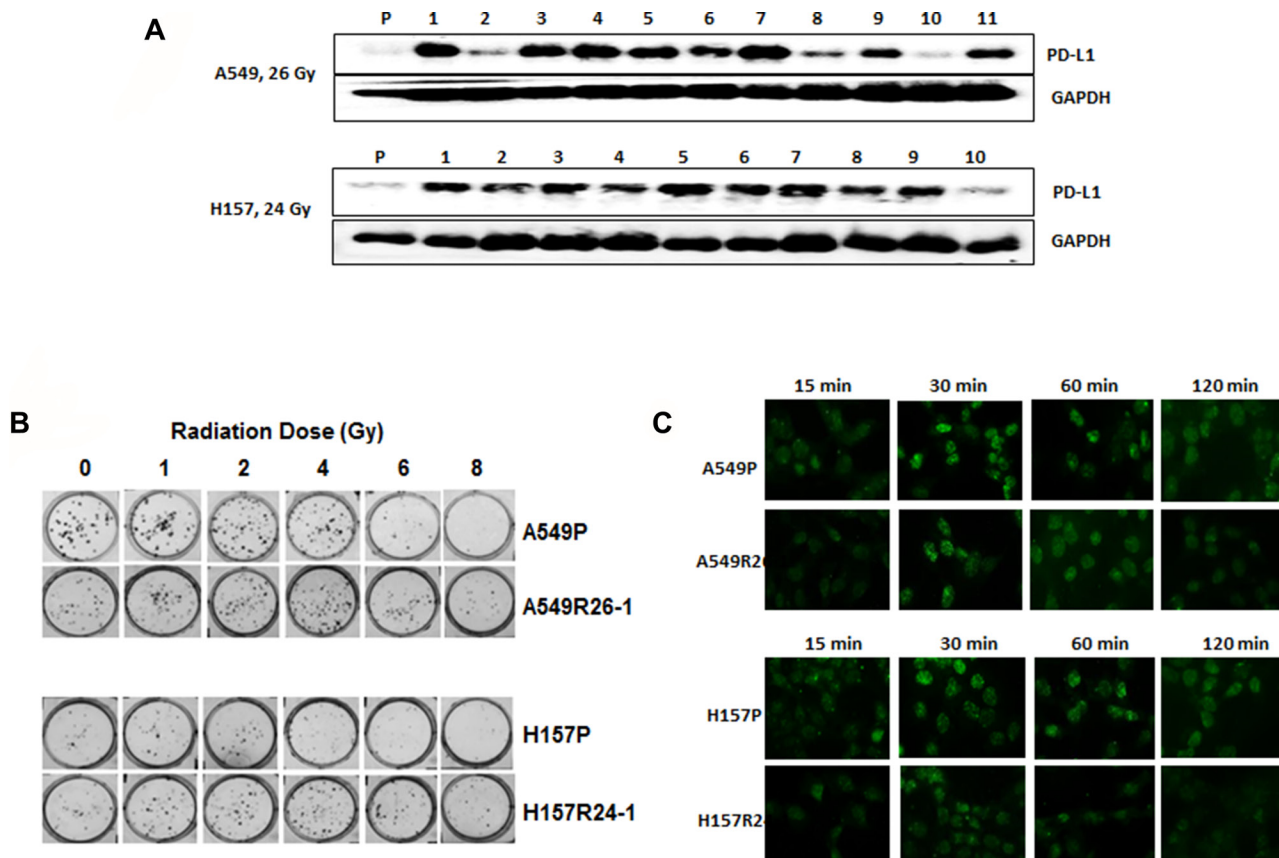 A
P 1 2 3 4 5 6 7 8 9 10 11
A549, 26 Gy
PD-L1
GAPDH
P 1 2 3 4 5 6 7 8 9 10
H157, 24 Gy
PD-L1
GAPDH
B
Radiation Dose (Gy)
0 1 2 4 6 8
A549P
A549R26-1
H157P
H157R24-1
C
15 min 30 min 60 min 120 min
A549P
A549R26
15 min 30 min 60 min 120 min
H157P
H157R24